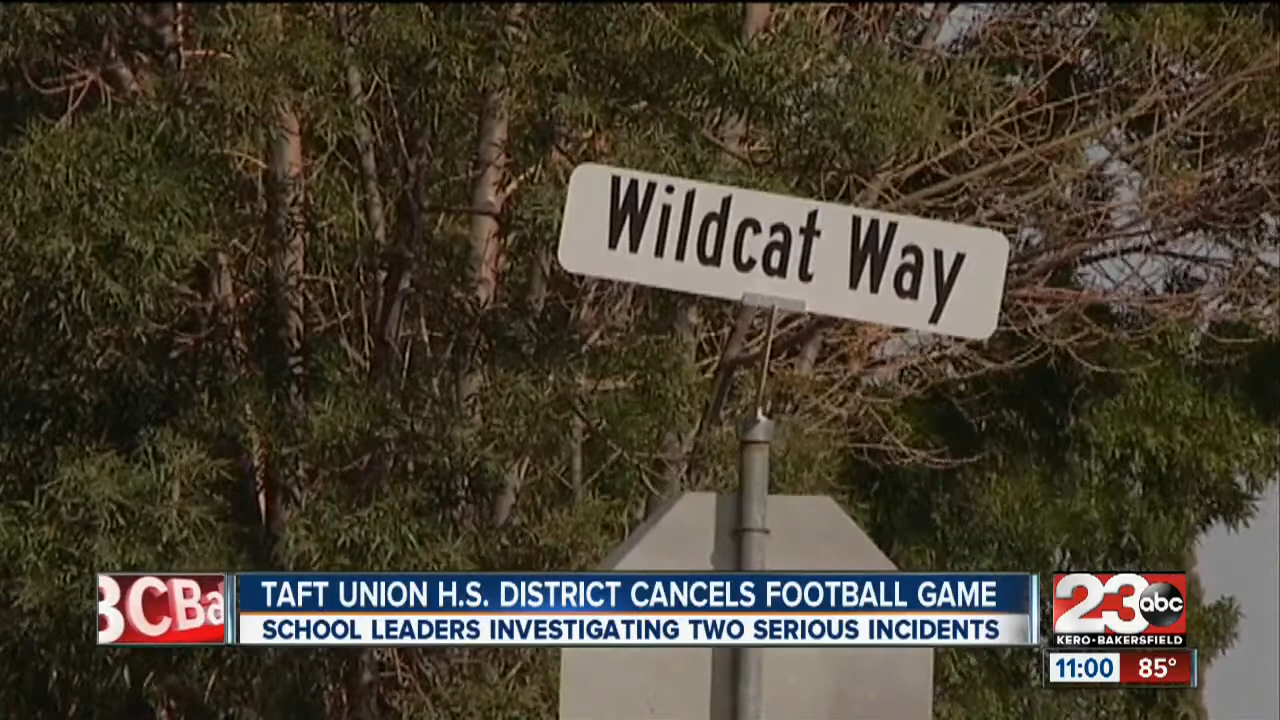 Wildcat Way
TAFT UNION H.S. DISTRICT CANCELS FOOTBALL GAME
SCHOOL LEADERS INVESTIGATING TWO SERIOUS INCIDENTS
23 abc
KERO-BAKERSFIELD
11:00 85°